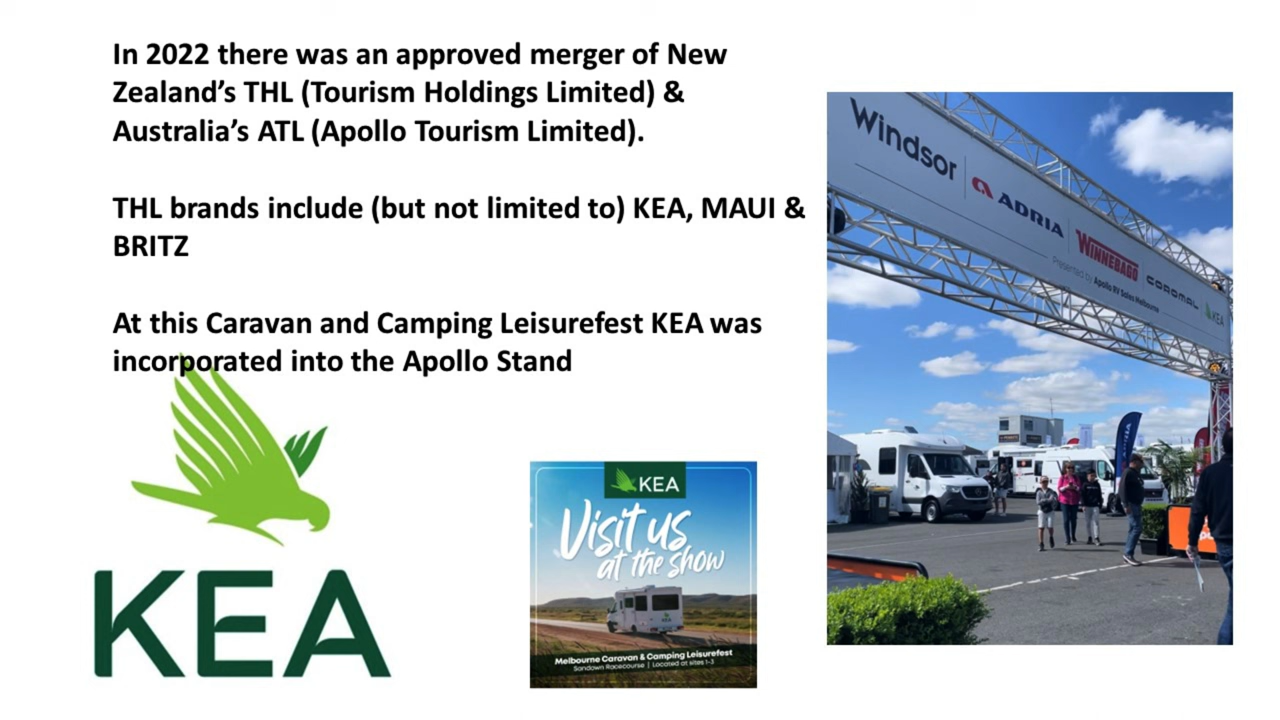 In 2022 there was an approved merger of New
Zealand’s THL (Tourism Holdings Limited) &
Australia’s ATL (Apollo Tourism Limited).
THL brands include (but not limited to) KEA, MAUI &
BRITZ
At this Caravan and Camping Leisurefest KEA was
incorporated into the Apollo Stand
KEA
KEA
Visit us
at the show
Melbourne Caravan & Camping Leisurefest
Sandown Racecourse | Located at sites 1-3
Windsor
ADRIA
WINNEBAGO
COROMAL
KEA
Presented by Apollo RV Sales Melbourne